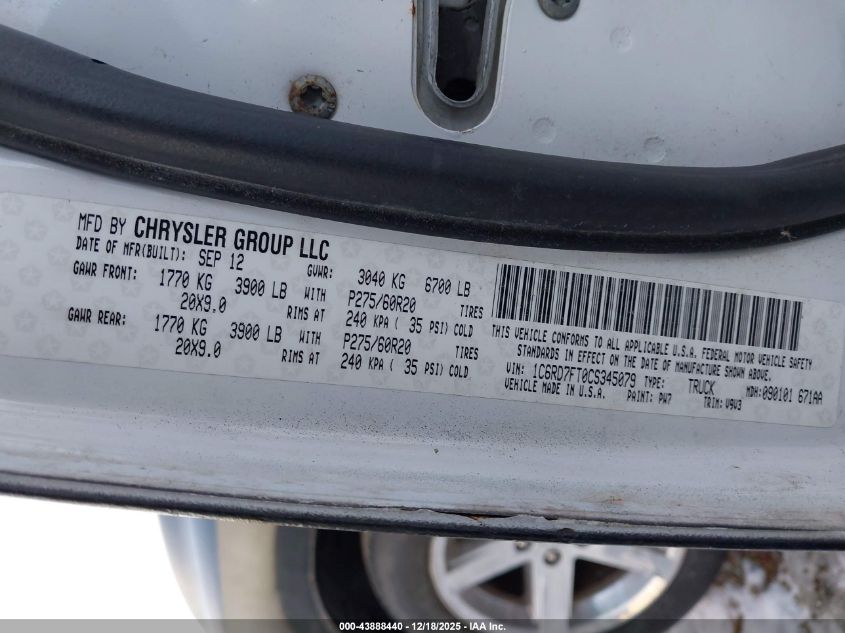 MFD BY CHRYSLER GROUP LLC
DATE OF MFR(BUILT): SEP 12 GVWR: 3040 KG 6700 LB
GAWR FRONT: 1770 KG 3900 LB WITH P275/60R20 TIRES
20X9.0 RIMS AT 240 KPA ( 35 PSI) COLD
GAWR REAR: 1770 KG 3900 LB WITH P275/60R20 TIRES
20X9.0 RIMS AT 240 KPA ( 35 PSI) COLD
THIS VEHICLE CONFORMS TO ALL APPLICABLE U.S.A. FEDERAL MOTOR VEHICLE SAFETY
STANDARDS IN EFFECT ON THE DATE OF MANUFACTURE SHOWN ABOVE.
VIN: 1C6RD7FT0CS345079 TYPE: TRUCK MDH:090101 671AA
VEHICLE MADE IN U.S.A. PAINT: PW7 TRIM: V9V3
000-43888440 - 12/18/2025 - IAA Inc.